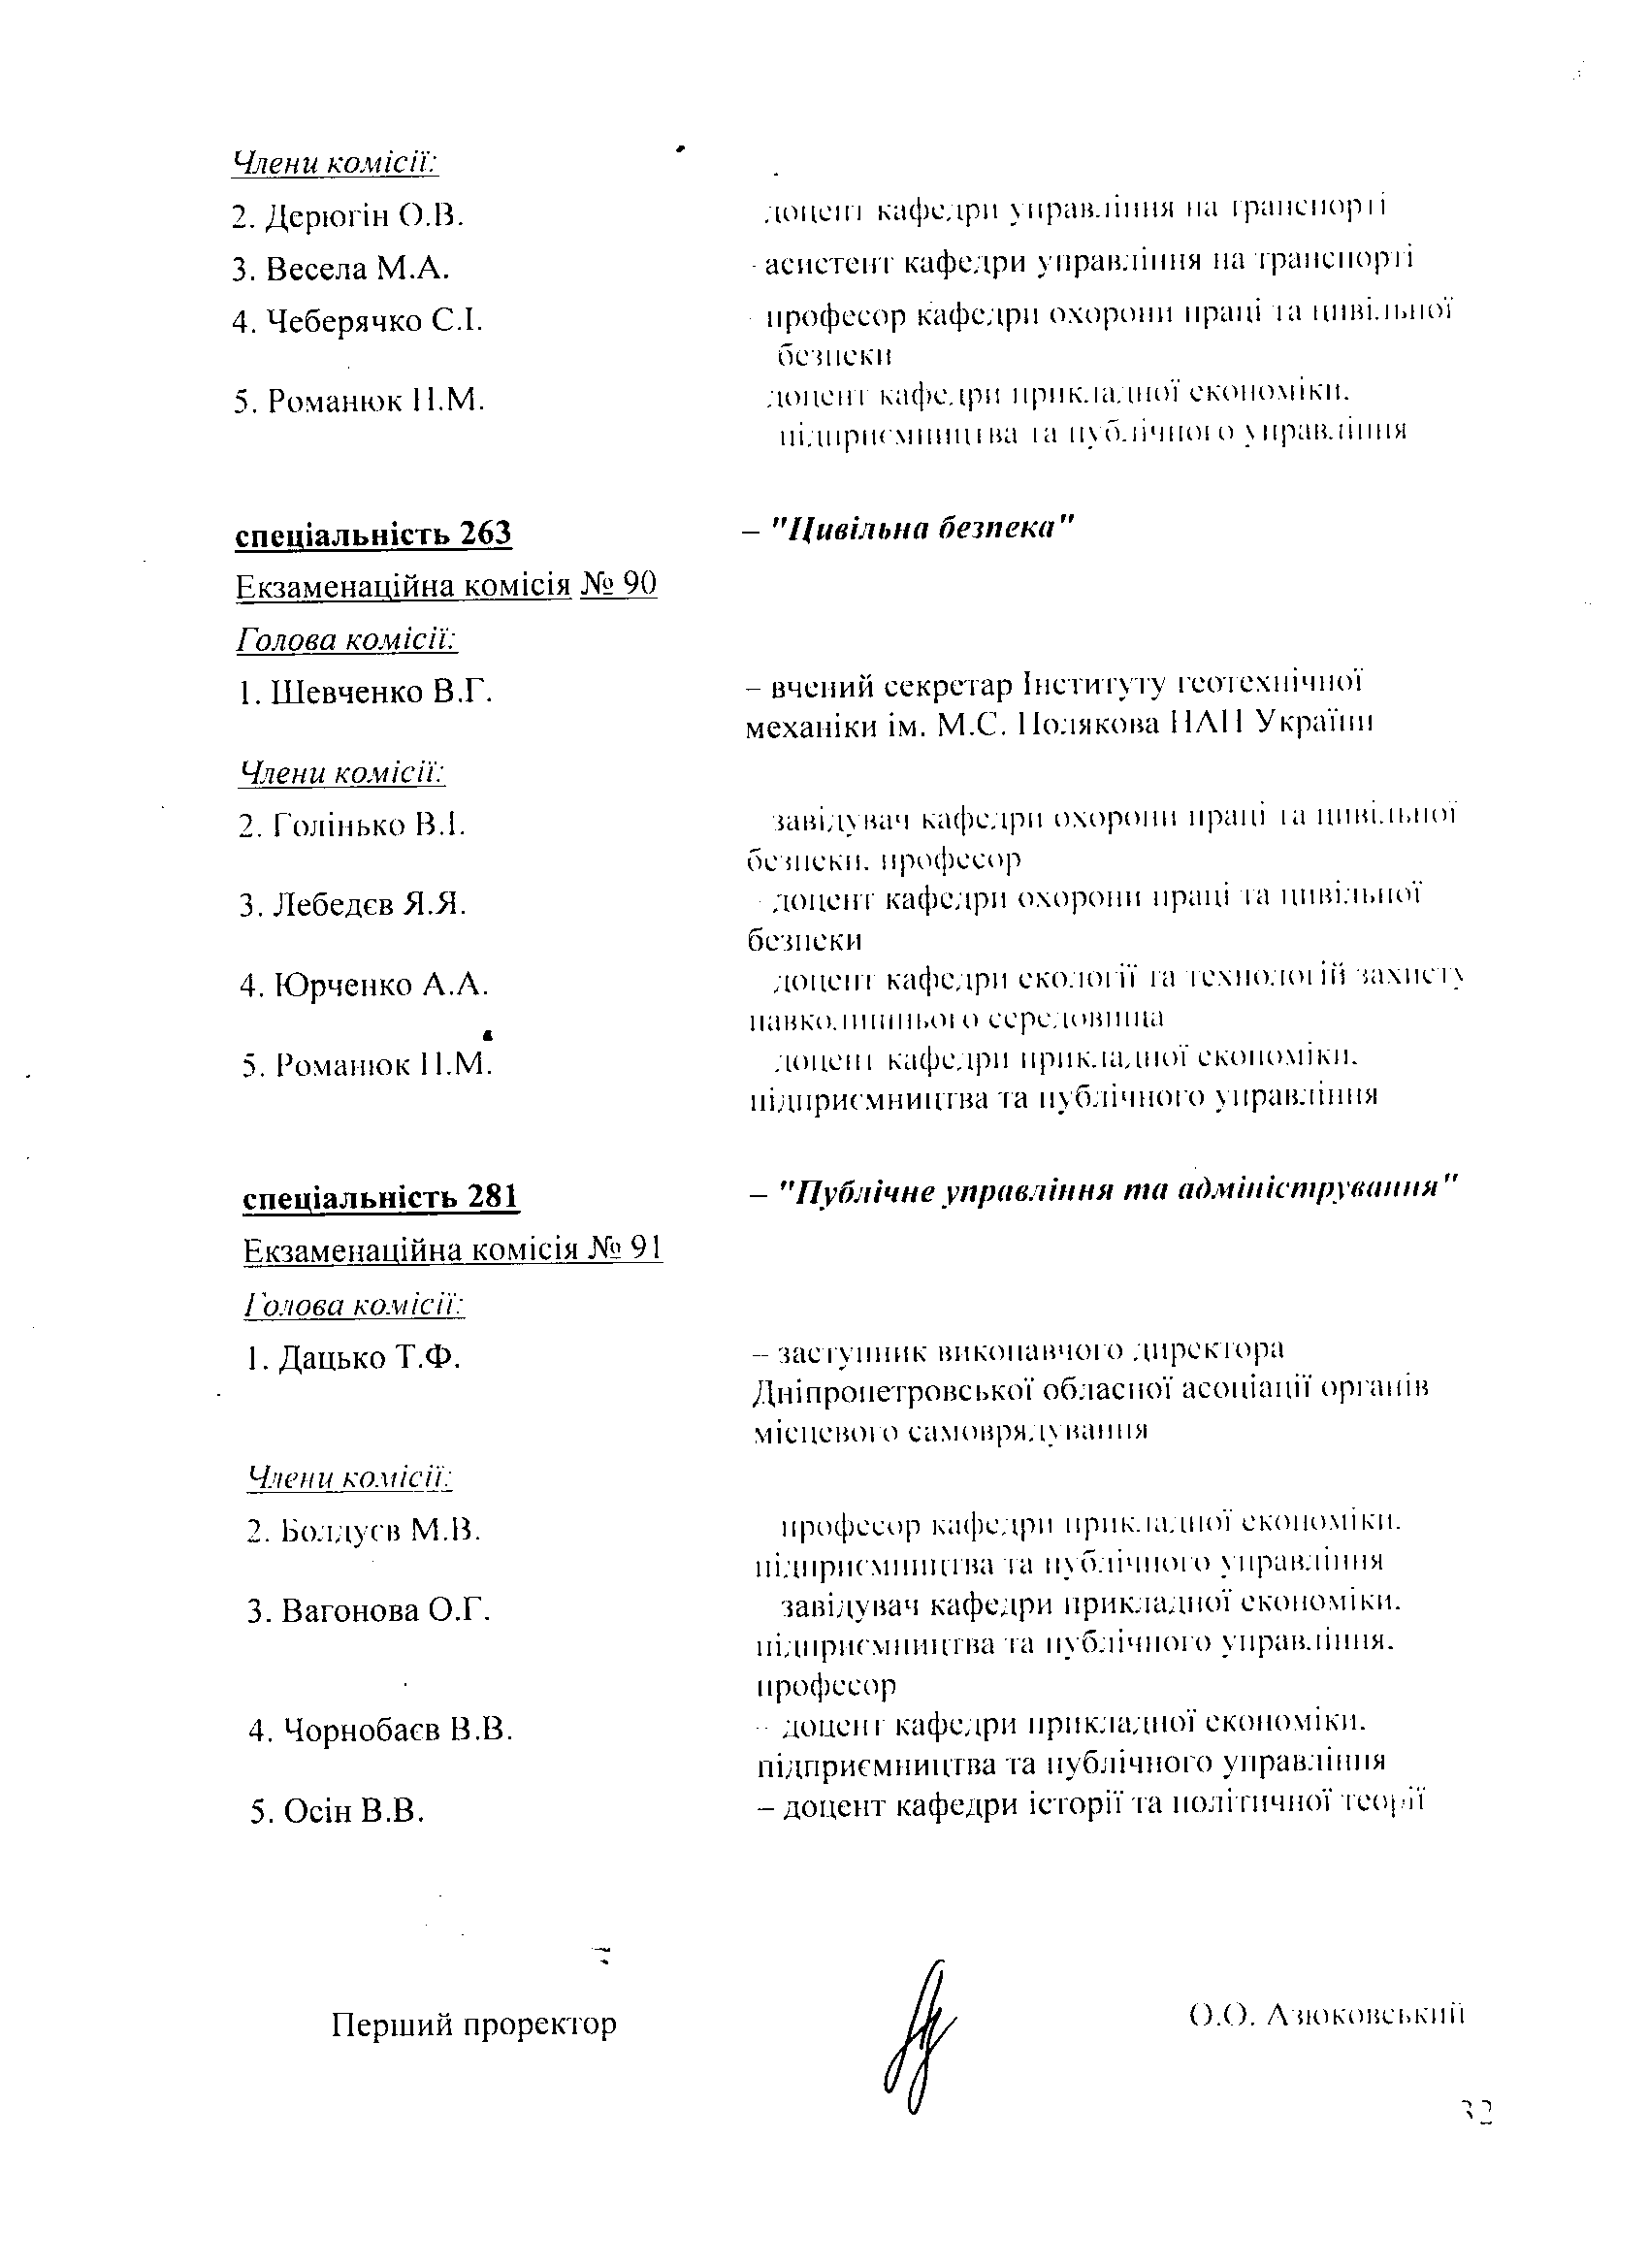 Члени комісії:
2. Дерюгін О.В. доцент кафедри управління на транспорті
3. Весела М.А. - асистент кафедри управління на транспорті
4. Чеберячко С.І. - професор кафедри охорони праці та цивільної
безпеки
5. Романюк Н.М. доцент кафедри прикладної економіки,
підприємництва та публічного управління
спеціальність 263 – "Цивільна безпека"
Екзаменаційна комісія № 90
Голова комісії:
1. Шевченко В.Г. – вчений секретар Інституту геотехнічної
механіки ім. М.С. Полякова НАН України
Члени комісії:
2. Голінько В.І. завідувач кафедри охорони праці та цивільної
безпеки, професор
3. Лебедєв Я.Я. - доцент кафедри охорони праці та цивільної
безпеки
4. Юрченко А.А. доцент кафедри екології та технологій захисту
навколишнього середовища
5. Романюк Н.М. доцент кафедри прикладної економіки,
підприємництва та публічного управління
спеціальність 281 – "Публічне управління та адміністрування"
Екзаменаційна комісія № 91
Голова комісії:
1. Дацько Т.Ф. – заступник виконавчого директора
Дніпропетровської обласної асоціації органів
місцевого самоврядування
Члени комісії:
2. Болдуєв М.В. професор кафедри прикладної економіки,
підприємництва та публічного управління
3. Вагонова О.Г. завідувач кафедри прикладної економіки,
підприємництва та публічного управління,
професор
4. Чорнобаєв В.В. - доцент кафедри прикладної економіки,
підприємництва та публічного управління
5. Осін В.В. – доцент кафедри історії та політичної теорії
Перший проректор О.О. Азюковський
32